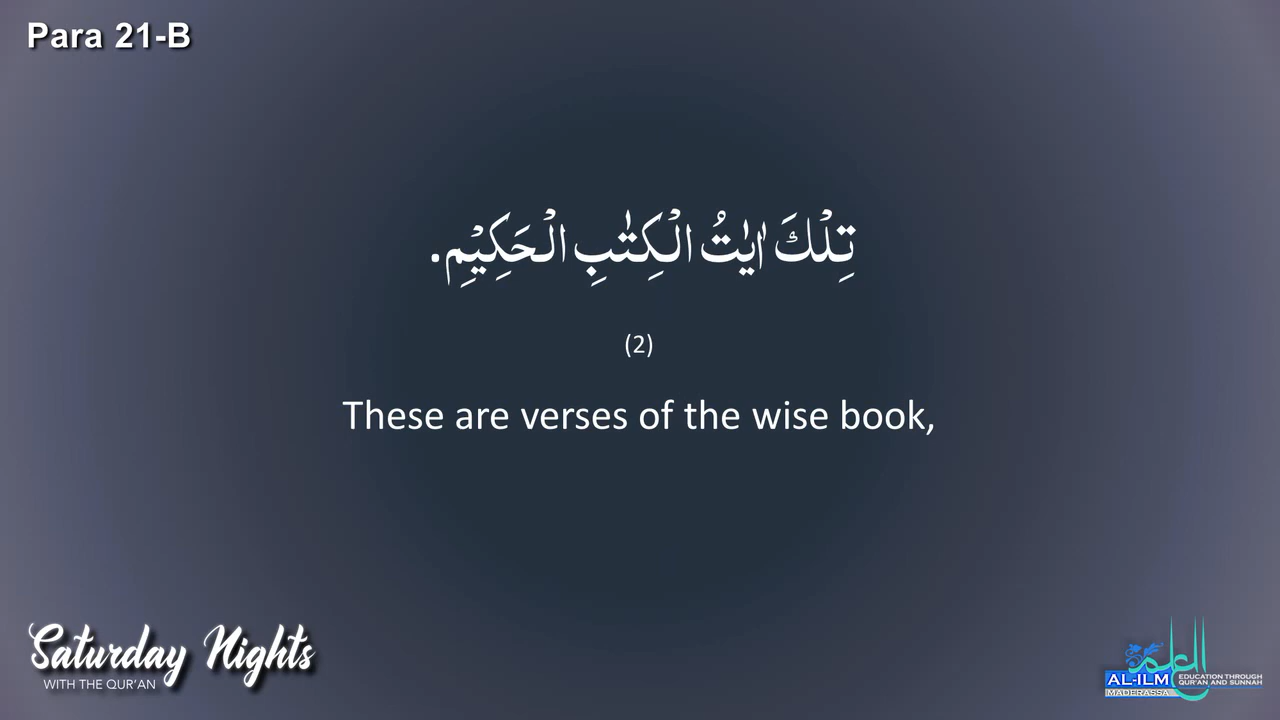 Para 21-B
تِلْكَ اٰیٰتُ الْكِتٰبِ الْحَكِیْمِ.
(2)
These are verses of the wise book,
Saturday Nights
WITH THE QUR'AN
العلم
AL-ILM
MADERASSA
EDUCATION THROUGH
QUR'AN AND SUNNAH